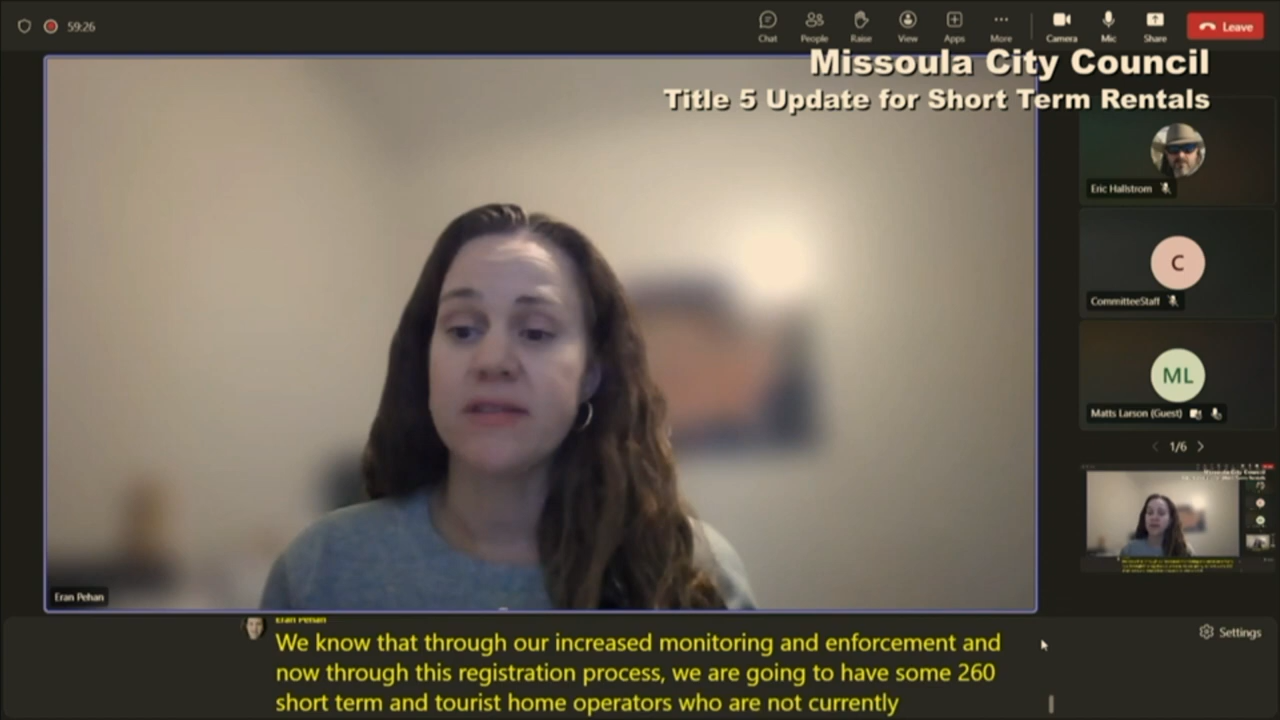 59:26
Chat
People
Raise
View
Apps
More
Camera
Mic
Share
Leave
Missoula City Council
Title 5 Update for Short Term Rentals
Eric Hallstrom
C
CommitteeStaff
ML
Matts Larson (Guest)
1/6
Eran Pehan
Eran Pehan
We know that through our increased monitoring and enforcement and
now through this registration process, we are going to have some 260
short term and tourist home operators who are not currently
Settings